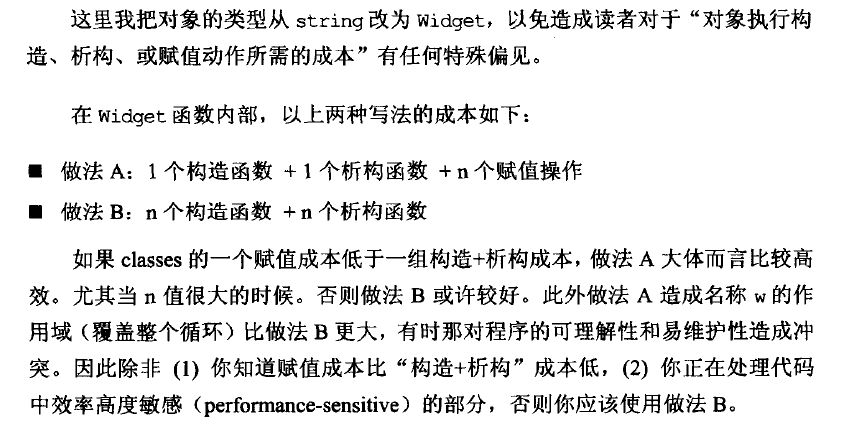 这里我把对象的类型从 string 改为 Widget，以免造成读者对于“对象执行构
造、析构、或赋值动作所需的成本”有任何特殊偏见。
在 Widget 函数内部，以上两种写法的成本如下：
■ 做法 A：1 个构造函数 +1 个析构函数 +n 个赋值操作
■ 做法 B：n 个构造函数 +n 个析构函数
如果 classes 的一个赋值成本低于一组构造+析构成本，做法 A 大体而言比较高
效。尤其当 n 值很大的时候。否则做法 B 或许较好。此外做法 A 造成名称 w 的作
用域（覆盖整个循环）比做法 B 更大，有时那对程序的可理解性和易维护性造成冲
突。因此除非 (1) 你知道赋值成本比“构造+析构”成本低，(2) 你正在处理代码
中效率高度敏感（performance-sensitive）的部分，否则你应该使用做法 B。